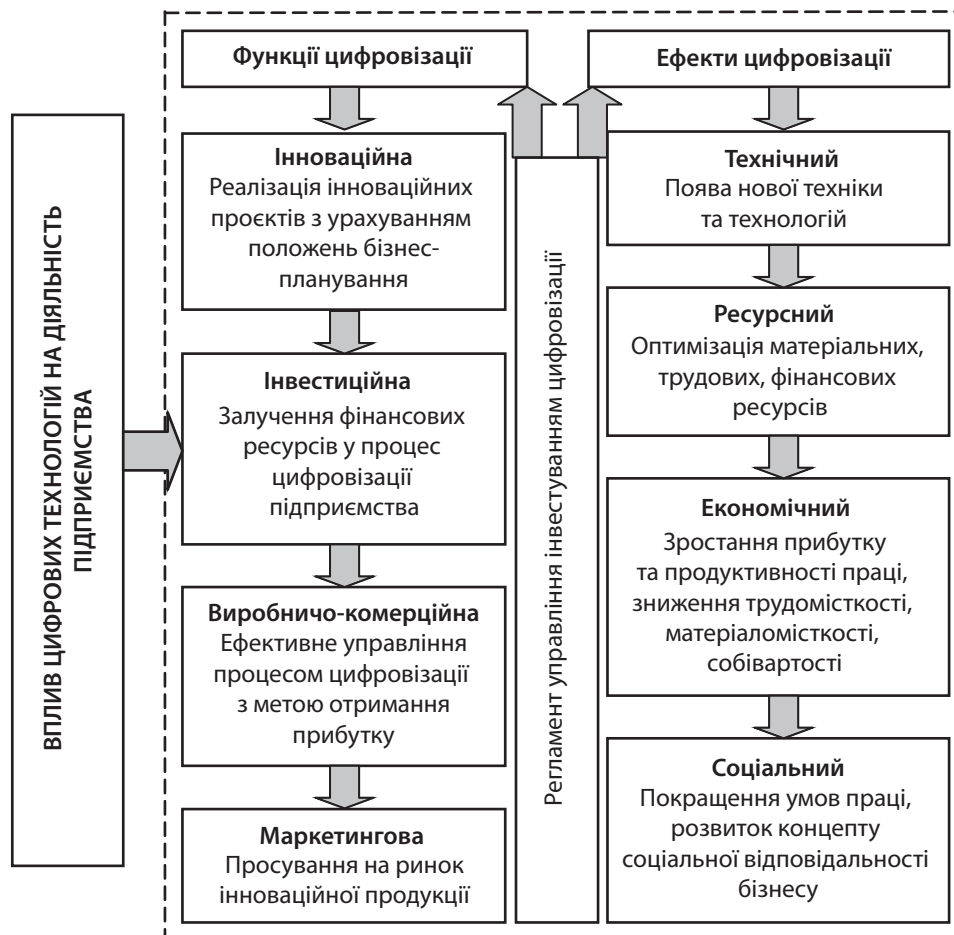 ВПЛИВ ЦИФРОВИХ ТЕХНОЛОГІЙ НА ДІЯЛЬНІСТЬ
ПІДПРИЄМСТВА
Функції цифровізації
Інноваційна
Реалізація інноваційних
проєктів з урахуванням
положень бізнес-
планування
Інвестиційна
Залучення фінансових
ресурсів у процес
цифровізації
підприємства
Виробничо-комерційна
Ефективне управління
процесом цифровізації
з метою отримання
прибутку
Маркетингова
Просування на ринок
інноваційної продукції
Регламент управління інвестуванням цифровізації
Ефекти цифровізації
Технічний
Поява нової техніки
та технологій
Ресурсний
Оптимізація матеріальних,
трудових, фінансових
ресурсів
Економічний
Зростання прибутку
та продуктивності праці,
зниження трудомісткості,
матеріаломісткості,
собівартості
Соціальний
Покращення умов праці,
розвиток концепту
соціальної відповідальності
бізнесу